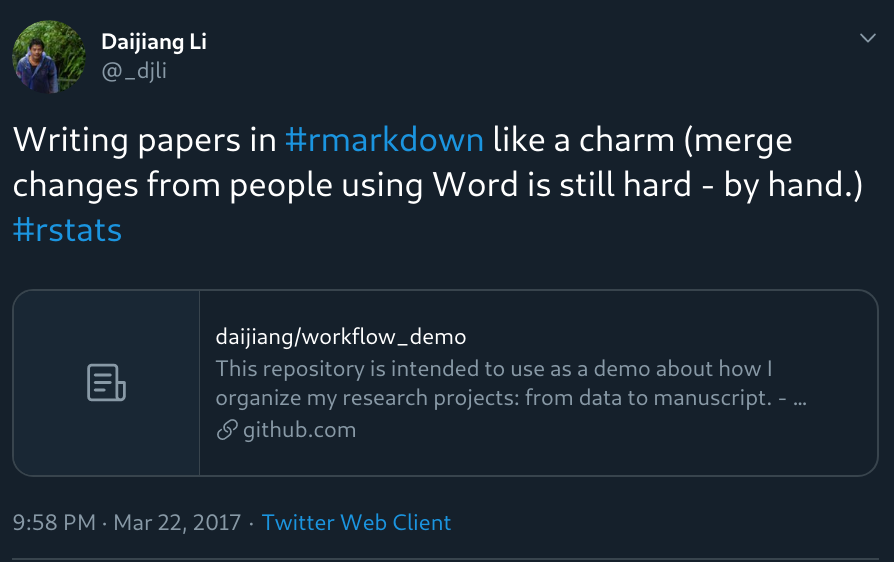 Daijiang Li
@_djli
Writing papers in #rmarkdown like a charm (merge
changes from people using Word is still hard - by hand.)
#rstats
daijiang/workflow_demo
This repository is intended to use as a demo about how I
organize my research projects: from data to manuscript. - ...
github.com
9:58 PM · Mar 22, 2017 · Twitter Web Client